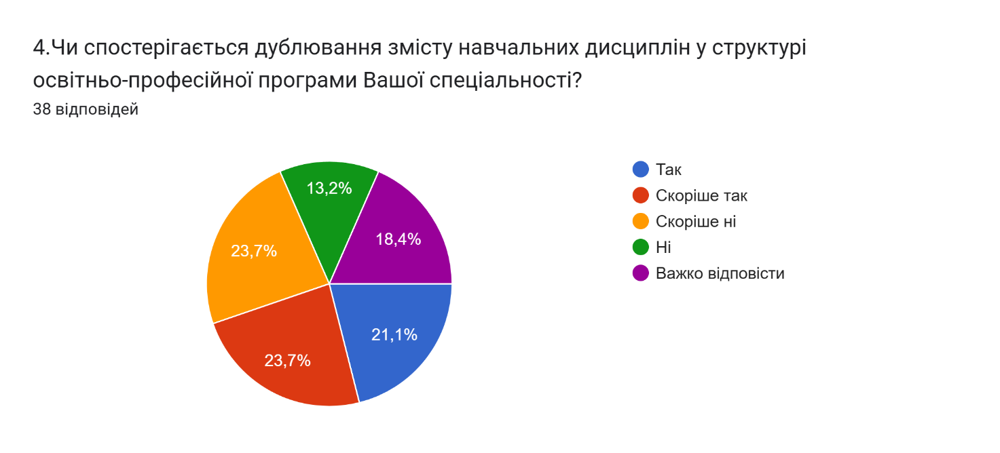 4.Чи спостерігається дублювання змісту навчальних дисциплін у структурі
освітньо-професійної програми Вашої спеціальності?
38 відповідей
13,2%
18,4%
23,7%
21,1%
23,7%
Так
Скоріше так
Скоріше ні
Ні
Важко відповісти